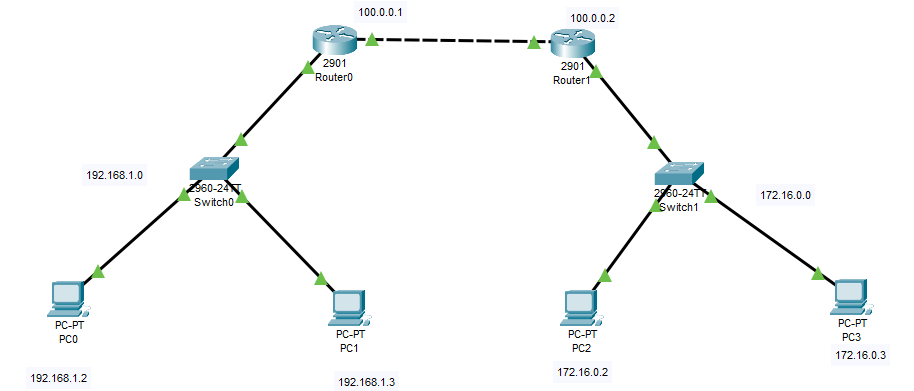 100.0.0.1
100.0.0.2
2901
Router0
2901
Router1
192.168.1.0
2960-24TT
Switch0
2960-24TT
Switch1
172.16.0.0
PC-PT
PC0
PC-PT
PC1
PC-PT
PC2
PC-PT
PC3
192.168.1.2
192.168.1.3
172.16.0.2
172.16.0.3